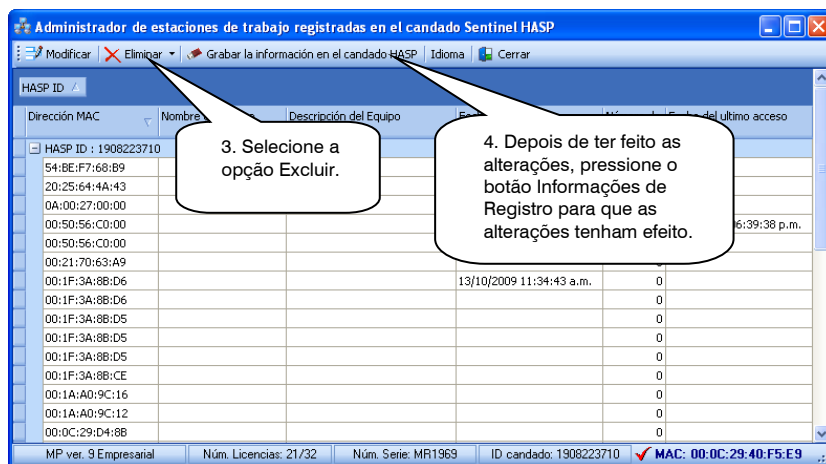 Administrador de estaciones de trabajo registradas en el candado Sentinel HASP
Modificar Eliminar Grabar la información en el candado HASP Idioma Cerrar
HASP ID
Dirección MAC Nombre Descripción del Equipo del ultimo acceso
HASP ID : 1908223710
54:BE:F7:68:B9
20:25:64:4A:43
0A:00:27:00:00
00:50:56:C0:00 6:39:38 p.m.
00:50:56:C0:00
00:21:70:63:A9
00:1F:3A:8B:D6 13/10/2009 11:34:43 a.m. 0
00:1F:3A:8B:D6 0
00:1F:3A:8B:D5 0
00:1F:3A:8B:D5 0
00:1F:3A:8B:D5 0
00:1F:3A:8B:CE 0
00:1A:A0:9C:16 0
00:1A:A0:9C:12 0
00:0C:29:D4:8B 0
3. Selecione a
opção Excluir.
4. Depois de ter feito as
alterações, pressione o
botão Informações de
Registro para que as
alterações tenham efeito.
MP ver. 9 Empresarial Núm. Licencias: 21/32 Núm. Serie: MR1969 ID candado: 1908223710 MAC: 00:0C:29:40:F5:E9